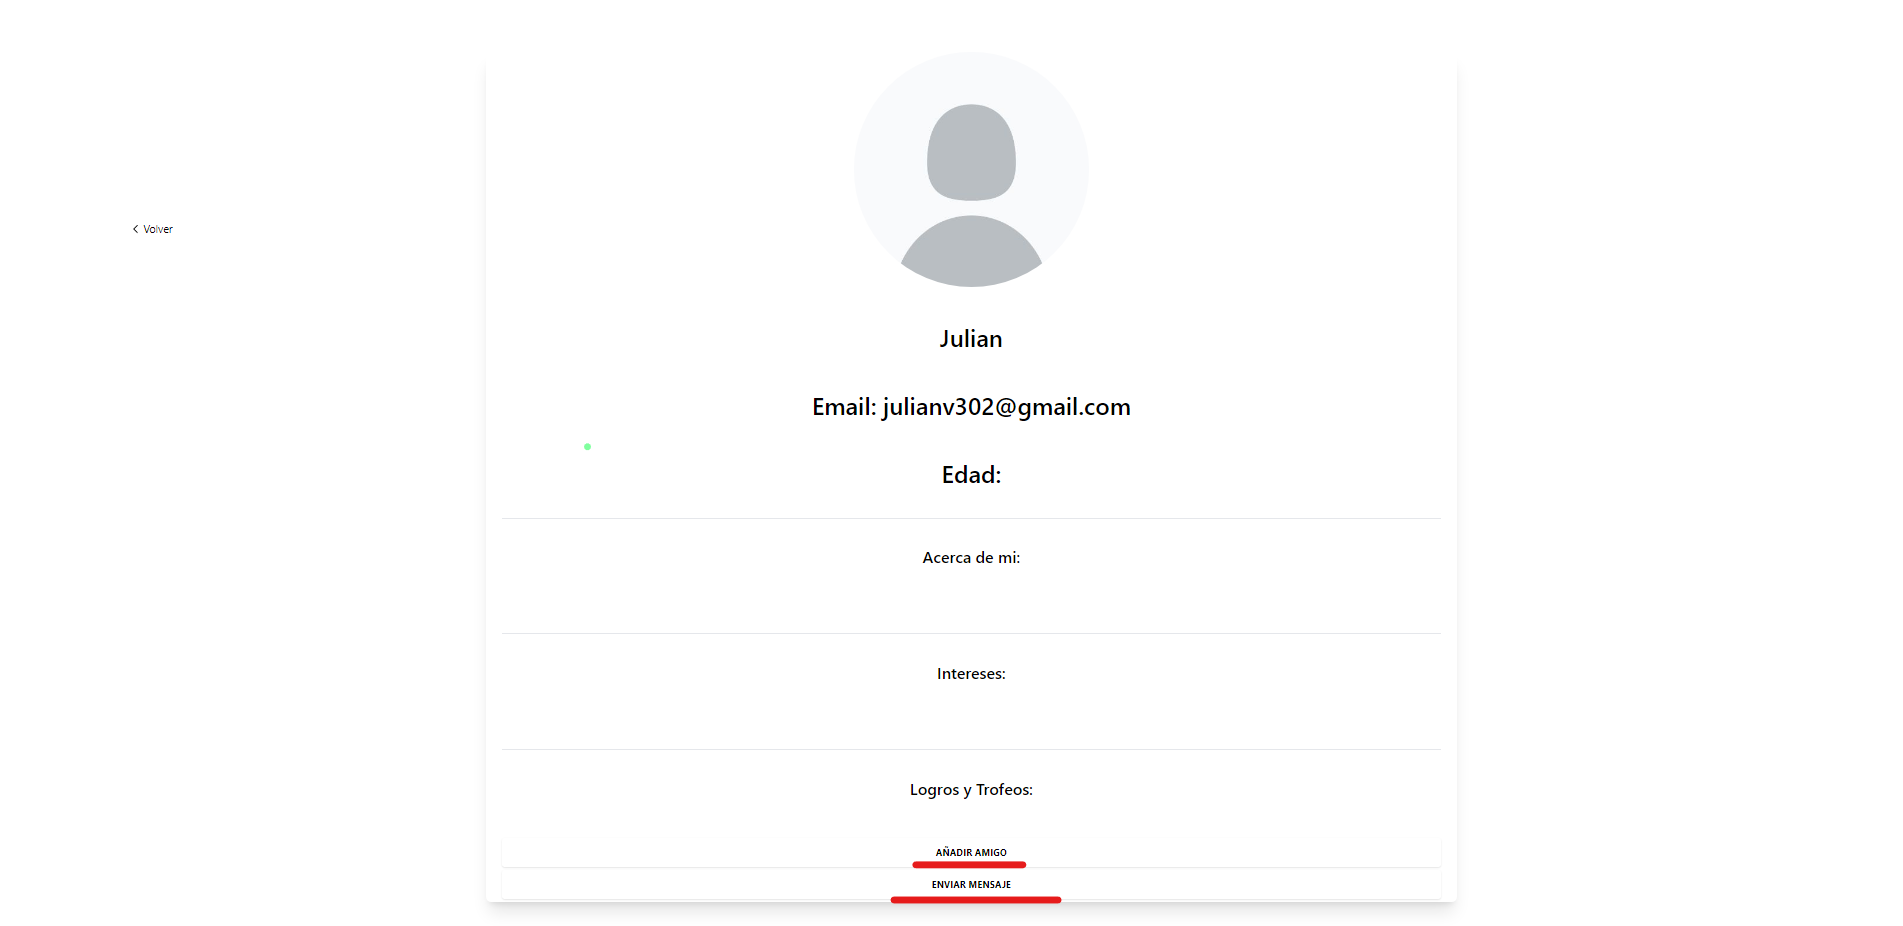 Volver
Julian
Email: julianv302@gmail.com
Edad:
Acerca de mi:
Intereses:
Logros y Trofeos:
AÑADIR AMIGO
ENVIAR MENSAJE